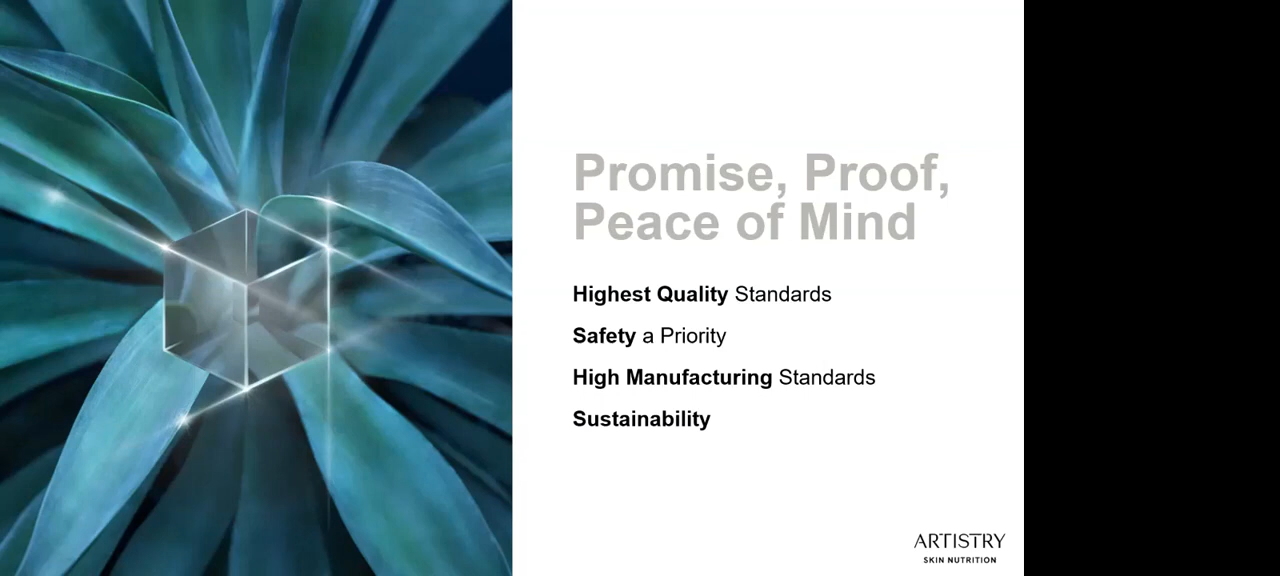 Promise, Proof,
Peace of Mind
Highest Quality Standards
Safety a Priority
High Manufacturing Standards
Sustainability
ARTISTRY
SKIN NUTRITION